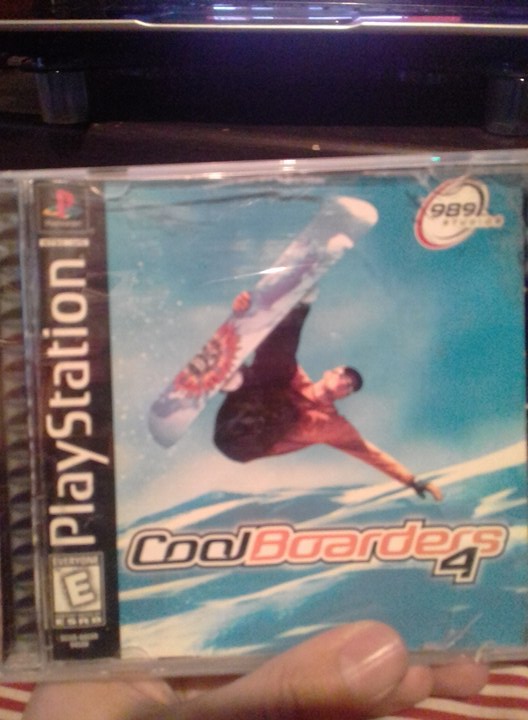 PlayStation
989
STUDIOS
CoolBoarders
4
EVERYONE
E
ESRB